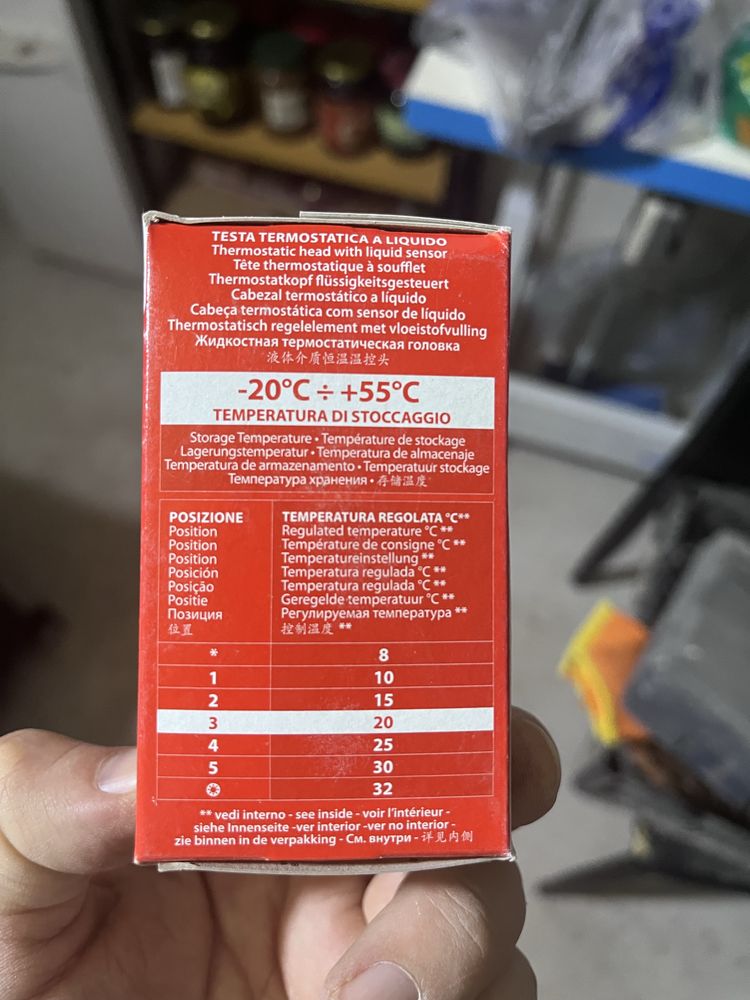 TESTA TERMOSTATICA A LIQUIDO
Thermostatic head with liquid sensor
Tête thermostatique à soufflet
Thermostatkopf flüssigkeitsgesteuert
Cabezal termostático a líquido
Cabeça termostática com sensor de líquido
Thermostatisch regelelement met vloeistofvulling
Жидкостная термостатическая головка
液体介质恒温温控头
-20°C ÷ +55°C
TEMPERATURA DI STOCCAGGIO
Storage Temperature • Température de stockage
Lagerungstemperatur • Temperatura de almacenaje
Temperatura de armazenamento • Temperatuur stockage
Температура хранения • 存储温度
POSIZIONE TEMPERATURA REGOLATA °C**
Position Regulated temperature °C **
Position Température de consigne °C **
Position Temperatureinstellung **
Posición Temperatura regulada °C **
Posição Temperatura regulada °C **
Positie Geregelde temperatuur °C **
Позиция Регулируемая температура **
位置 控制温度 **
* 8
1 10
2 15
3 20
4 25
5 30
32
** vedi interno - see inside - voir l'intérieur -
siehe Innenseite -ver interior -ver no interior -
zie binnen in de verpakking - См. внутри - 详见内侧